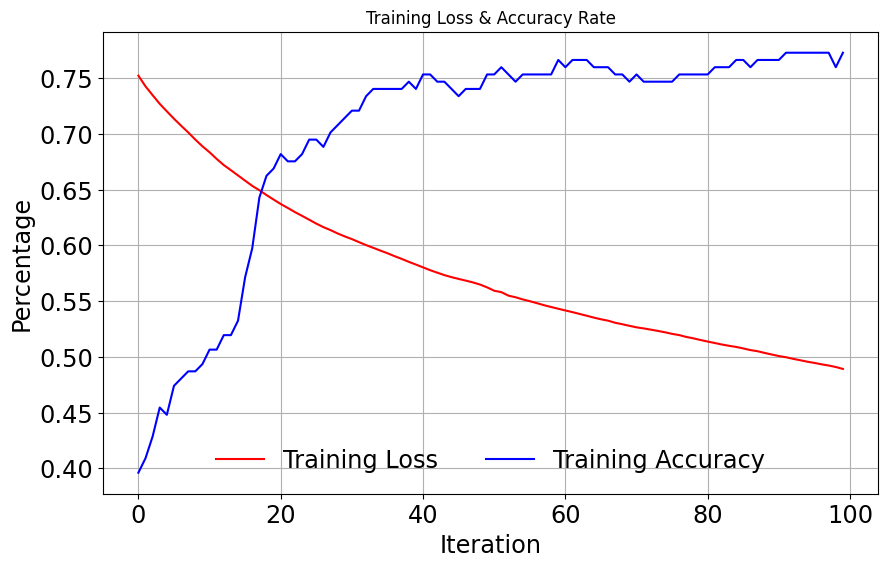 Training Loss & Accuracy Rate
0.75
0.70
0.65
0.60
0.55
0.50
0.45
0.40
Percentage
Training Loss
Training Accuracy
0 20 40 60 80 100
Iteration